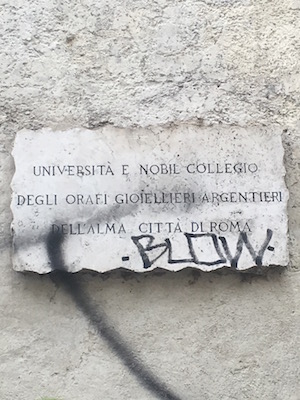 UNIVERSITÀ E NOBIL COLLEGIO
DEGLI ORAFI GIOIELLIERI ARGENTIERI
DELL'ALMA CITTÀ DI ROMA
.BLOW.